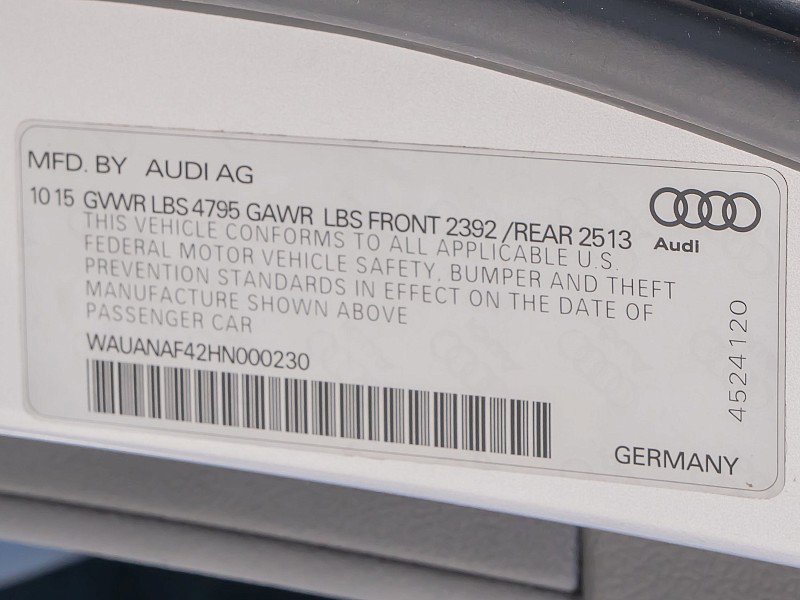 MFD. BY AUDI AG
10 15 GVWR LBS 4795 GAWR LBS FRONT 2392 /REAR 2513
THIS VEHICLE CONFORMS TO ALL APPLICABLE U.S.
FEDERAL MOTOR VEHICLE SAFETY, BUMPER AND THEFT
PREVENTION STANDARDS IN EFFECT ON THE DATE OF
MANUFACTURE SHOWN ABOVE
PASSENGER CAR
WAUANAF42HN000230
Audi
4524120
GERMANY